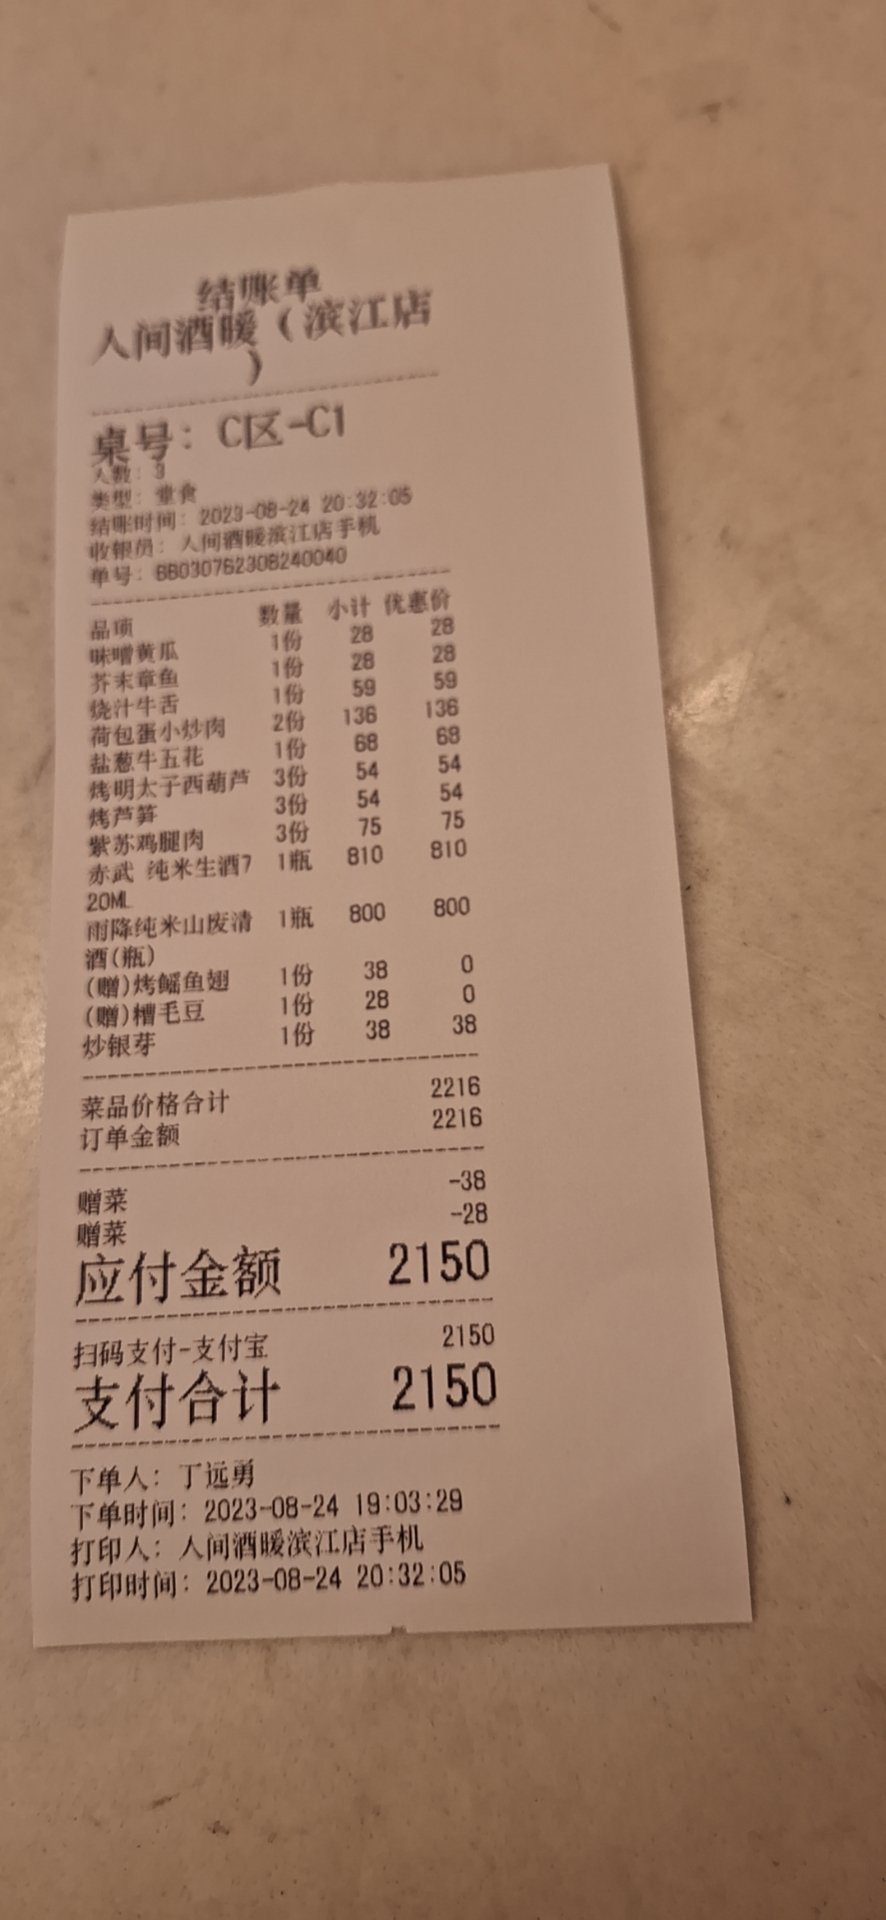 结账单
人间酒暖（滨江店
）
桌号：C区-C1
人数：3
类型：堂食
结账时间：2023-08-24 20:32:05
收银员：人间酒暖滨江店手机
单号：BB030762308240040
品项 数量 小计 优惠价
味噌黄瓜 1份 28 28
芥末章鱼 1份 28 28
烧汁牛舌 1份 59 59
荷包蛋小炒肉 2份 136 136
盐葱牛五花 1份 68 68
烤明太子西葫芦 3份 54 54
烤芦笋 3份 54 54
紫苏鸡腿肉 3份 75 75
赤武 纯米生酒7 1瓶 810 810
20ML
雨降纯米山废清 1瓶 800 800
酒(瓶)
(赠)烤鳐鱼翅 1份 38 0
(赠)糟毛豆 1份 28 0
炒银芽 1份 38 38
菜品价格合计 2216
订单金额 2216
赠菜 -38
赠菜 -28
应付金额 2150
扫码支付-支付宝 2150
支付合计 2150
下单人：丁远勇
下单时间：2023-08-24 19:03:29
打印人：人间酒暖滨江店手机
打印时间：2023-08-24 20:32:05